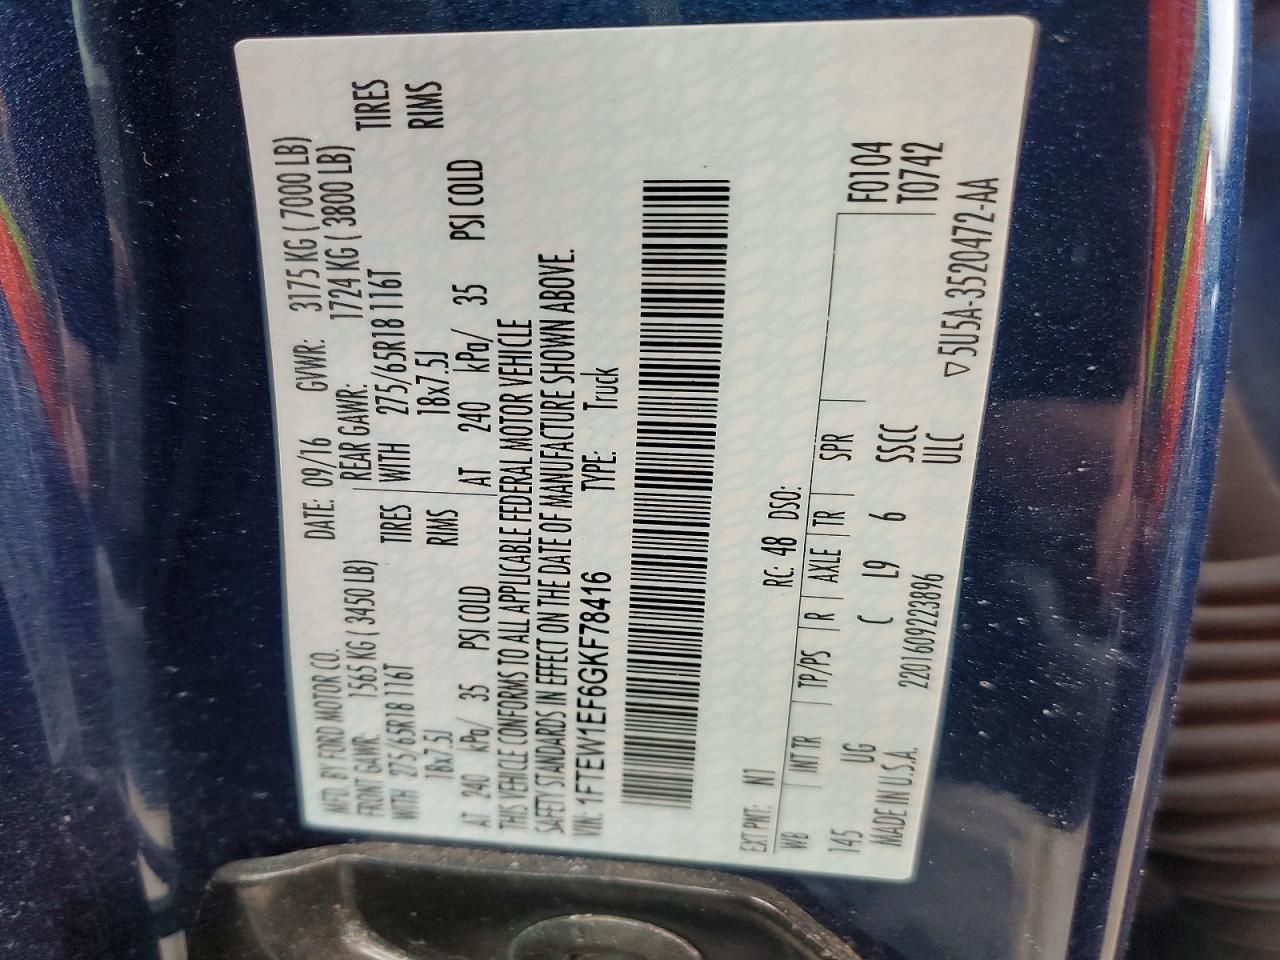 MFD. BY FORD MOTOR CO.
DATE: 09/16 GVWR: 3175 KG ( 7000 LB)
FRONT GAWR: 1565 KG ( 3450 LB)
REAR GAWR: 1724 KG ( 3800 LB)
WITH 275/65R18 116T TIRES
WITH 275/65R18 116T TIRES
18x7.5J RIMS
18x7.5J RIMS
AT 240 kPa/ 35 PSI COLD
AT 240 kPa/ 35 PSI COLD
THIS VEHICLE CONFORMS TO ALL APPLICABLE FEDERAL MOTOR VEHICLE
SAFETY STANDARDS IN EFFECT ON THE DATE OF MANUFACTURE SHOWN ABOVE.
VIN: 1FTEW1EF6GKF78416 TYPE: Truck
EXT PNT: N1 RC: 48 DSO:
WB INT TR TP/PS R AXLE TR SPR
F0104
T0742
145 UG C L9 6 SSCC
ULC
MADE IN U.S.A. 2201609223896
▽5U5A-3520472-AA